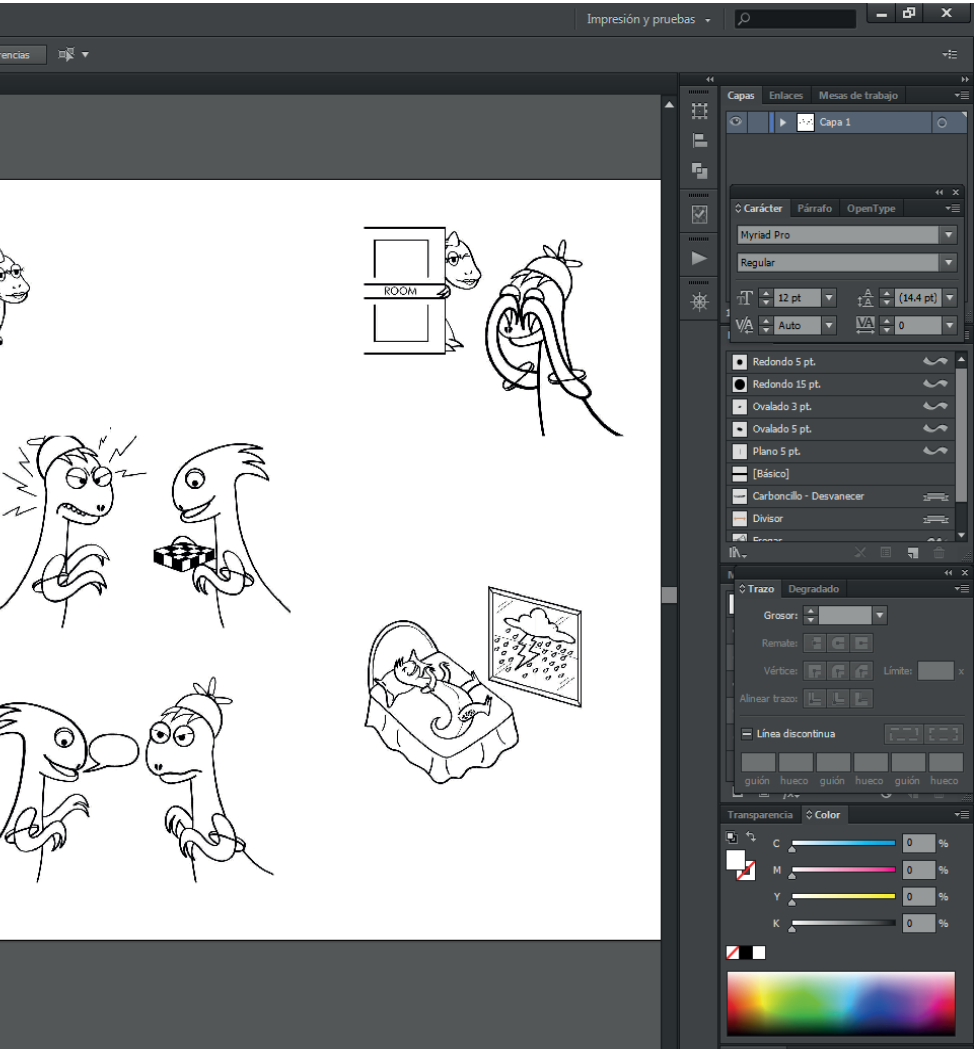 Impresión y pruebas
rencias
Capas Enlaces Mesas de trabajo
Capa 1
Carácter Párrafo OpenType
Myriad Pro
Regular
12 pt (14.4 pt)
Auto 0
ROOM
Redondo 5 pt.
Redondo 15 pt.
Ovalado 3 pt.
Ovalado 5 pt.
Plano 5 pt.
[Básico]
Carboncillo - Desvanecer
Divisor
Trazo Degradado
Grosor:
Remate:
Vértice: Límite: x
Alinear trazo:
Línea discontinua
guión hueco guión hueco guión hueco
Transparencia Color
C 0 %
M 0 %
Y 0 %
K 0 %